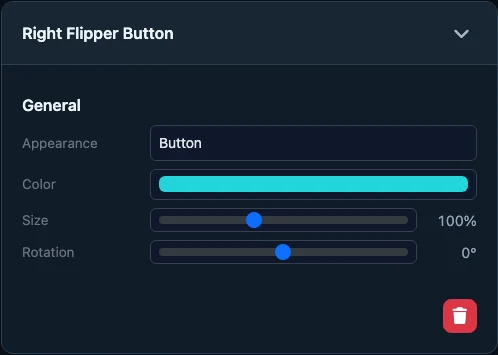 Right Flipper Button
General
Appearance Button
Color
Size 100%
Rotation 0°